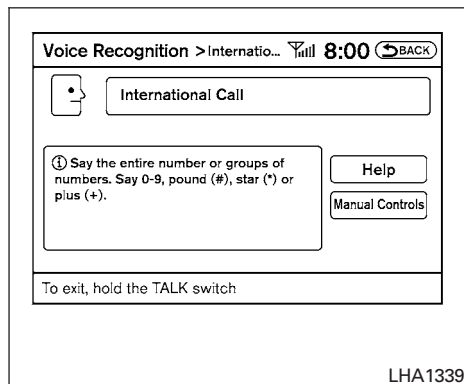 Voice Recognition >Internatio... 8:00 BACK
International Call
ⓘ Say the entire number or groups of
numbers. Say 0-9, pound (#), star (*) or
plus (+).
Help
Manual Controls
To exit, hold the TALK switch
LHA1339